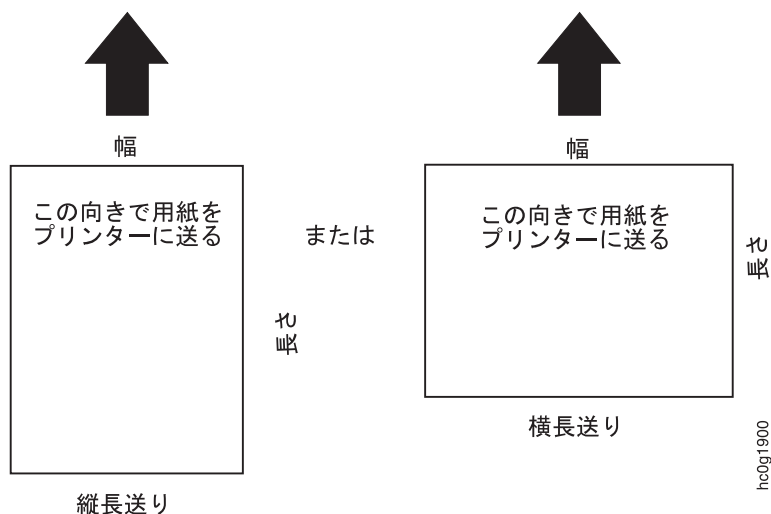 幅
この向きで用紙を
プリンターに送る
長さ
縦長送り
または
幅
この向きで用紙を
プリンターに送る
長さ
横長送り
hc0g1900